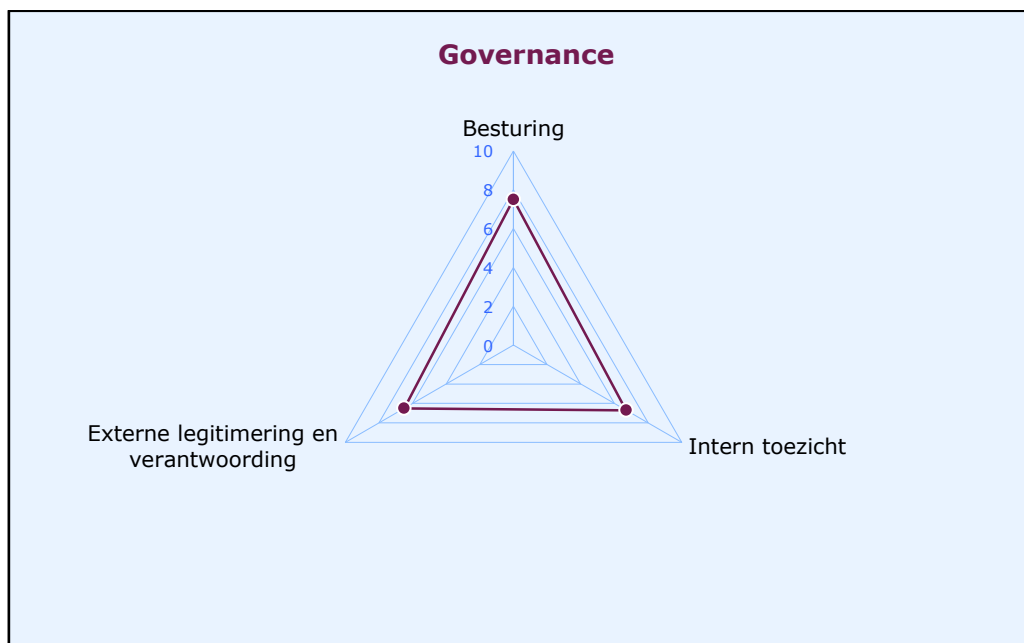 Governance
Besturing
10
8
6
4
2
0
Externe legitimering en
verantwoording
Intern toezicht